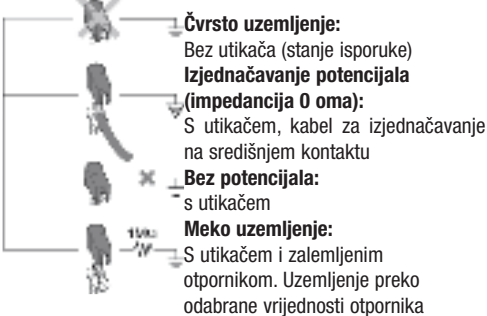 Čvrsto uzemljenje:
Bez utikača (stanje isporuke)
Izjednačavanje potencijala
(impedancija 0 oma):
S utikačem, kabel za izjednačavanje
na središnjem kontaktu
Bez potencijala:
s utikačem
Meko uzemljenje:
S utikačem i zalemljenim
otpornikom. Uzemljenje preko
odabrane vrijednosti otpornika